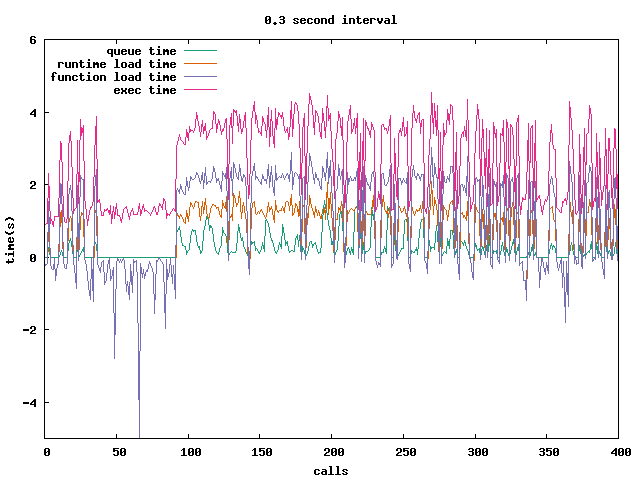 0.3 second interval
queue time
runtime load time
function load time
exec time
time(s)
6
4
2
0
-2
-4
0 50 100 150 200 250 300 350 400
calls